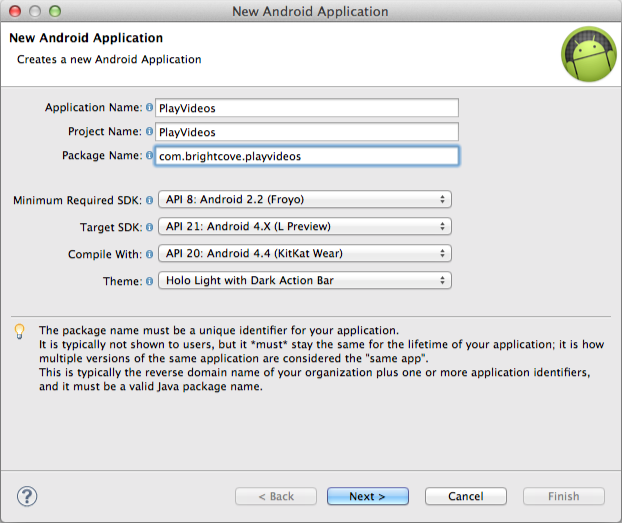 New Android Application
New Android Application
Creates a new Android Application
Application Name: PlayVideos
Project Name: PlayVideos
Package Name: com.brightcove.playvideos
Minimum Required SDK: API 8: Android 2.2 (Froyo)
Target SDK: API 21: Android 4.X (L Preview)
Compile With: API 20: Android 4.4 (KitKat Wear)
Theme: Holo Light with Dark Action Bar
The package name must be a unique identifier for your application.
It is typically not shown to users, but it *must* stay the same for the lifetime of your application; it is how
multiple versions of the same application are considered the "same app".
This is typically the reverse domain name of your organization plus one or more application identifiers,
and it must be a valid Java package name.
? < Back Next > Cancel Finish